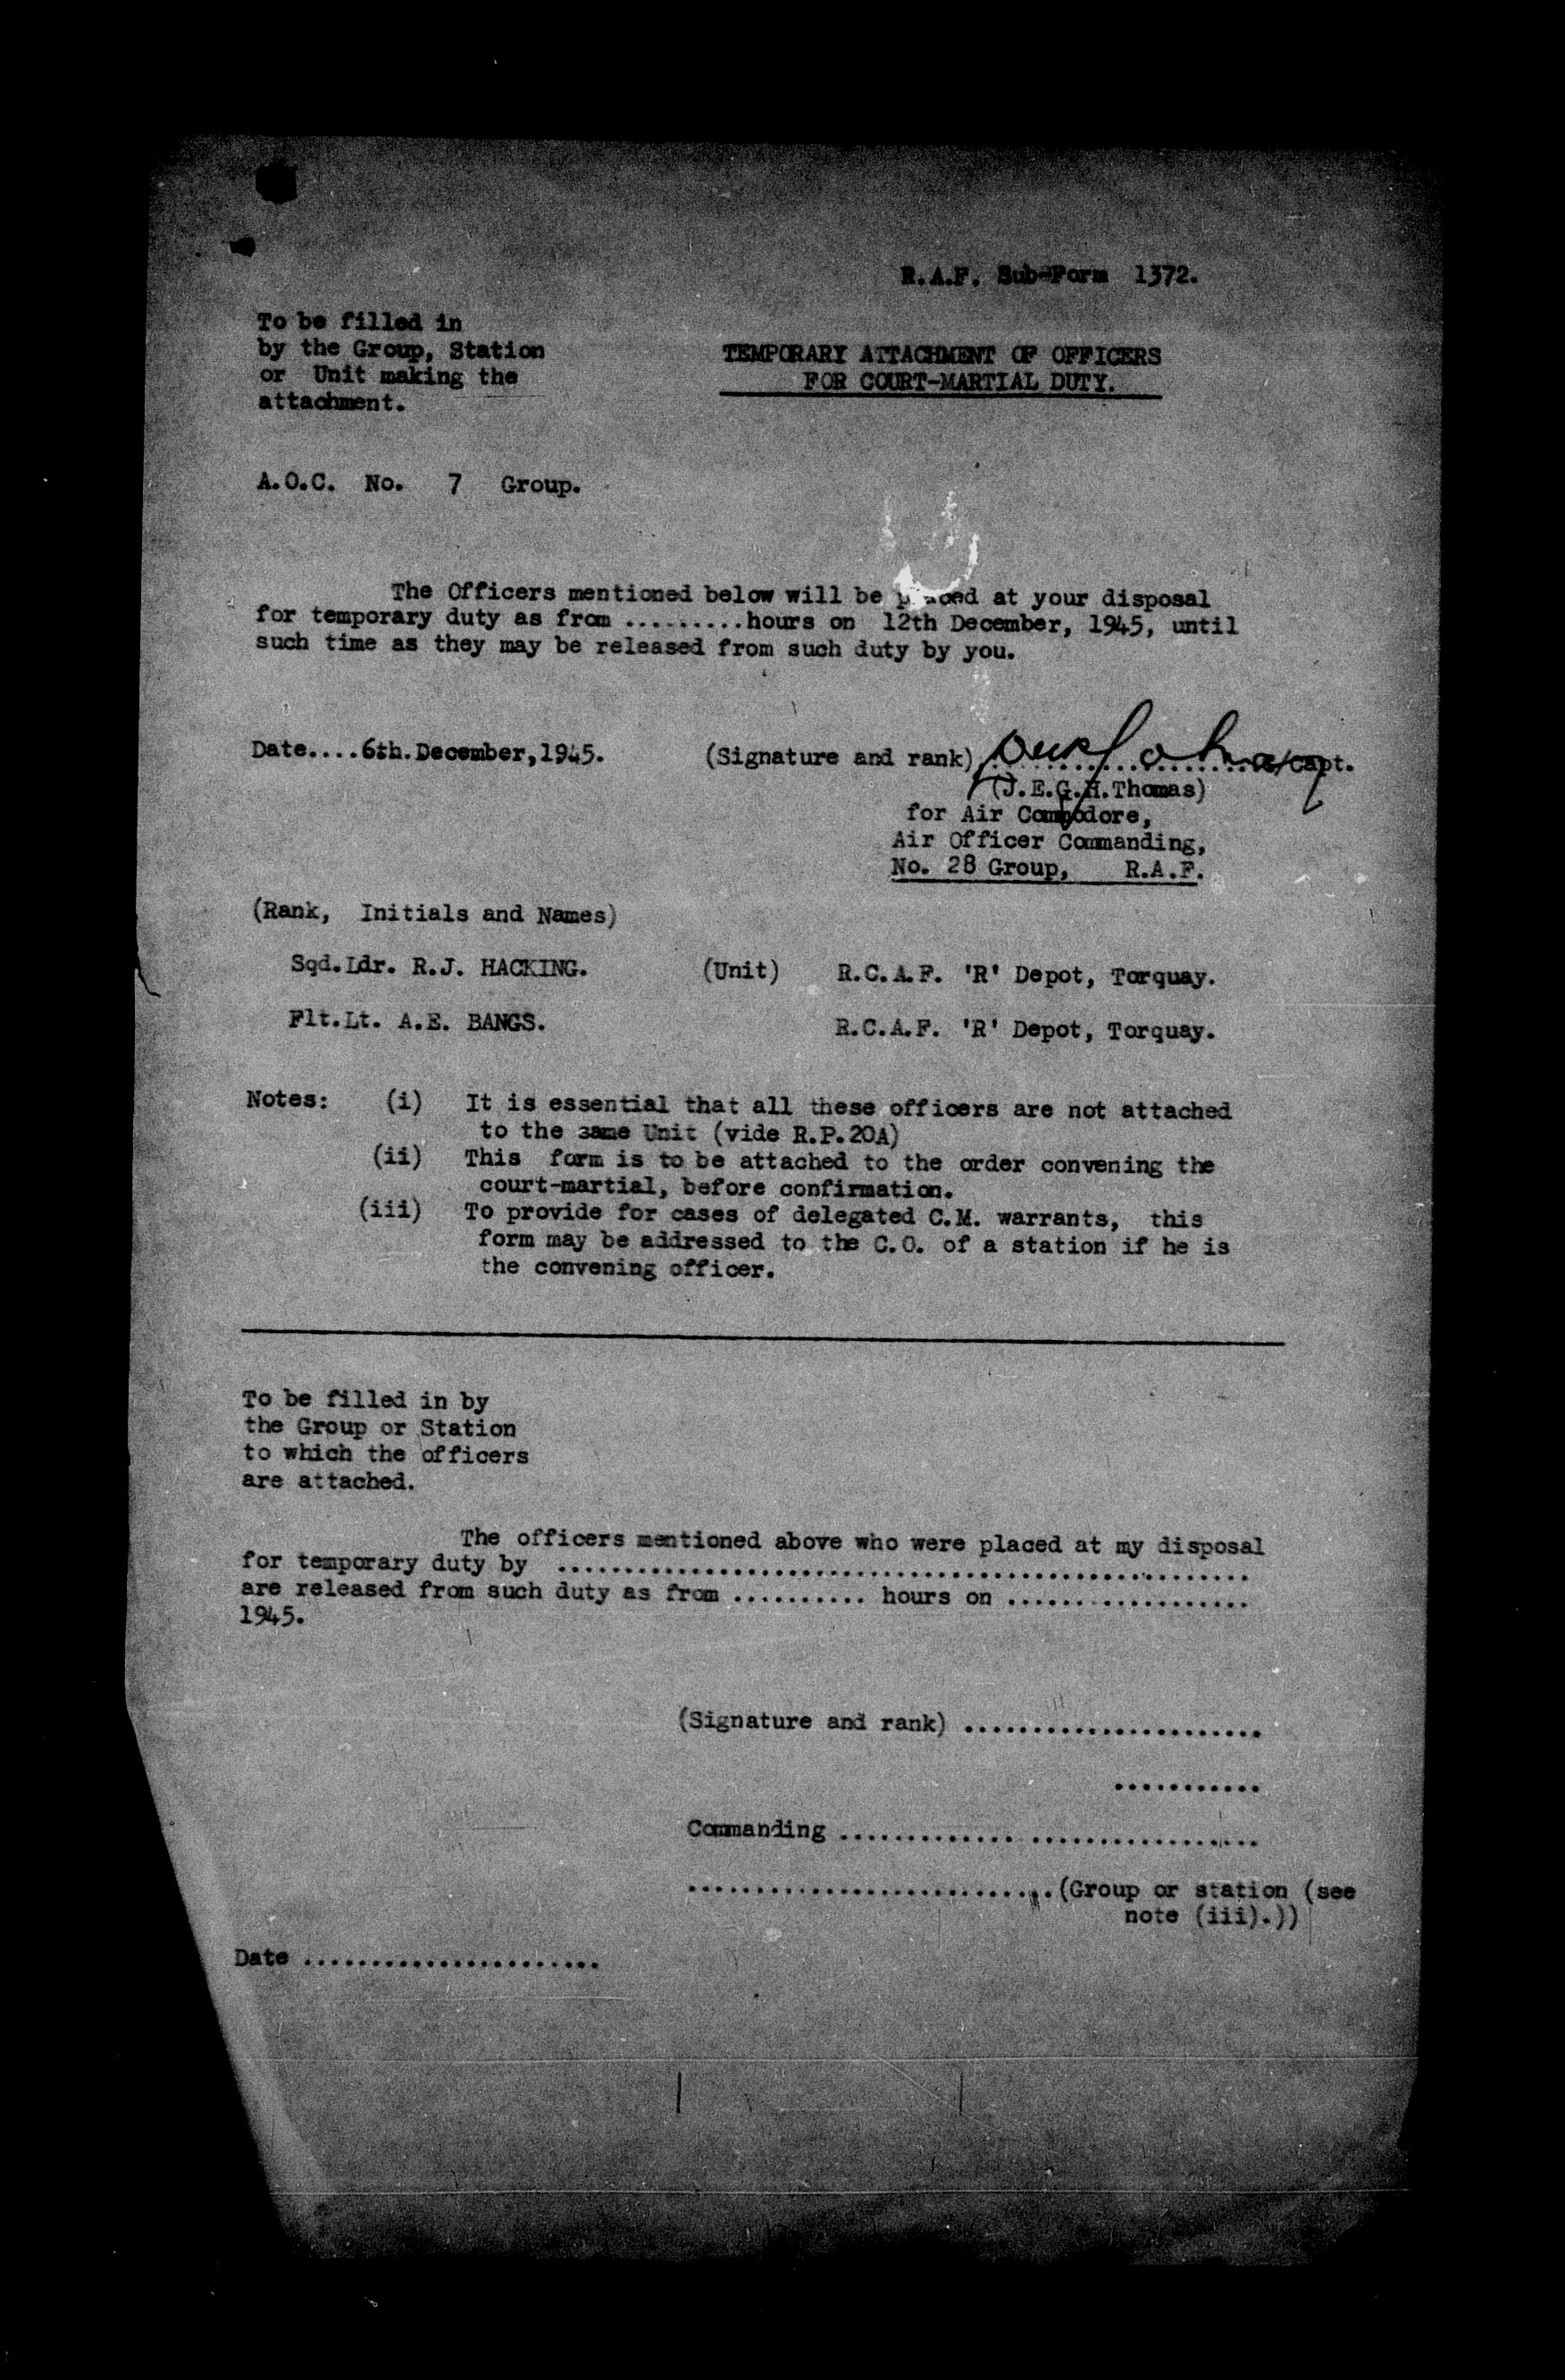 R.A.F. Sub-Form 1372.
To be filled in
by the Group, Station
or Unit making the
attachment.
TEMPORARY ATTACHMENT OF OFFICERS
FOR COURT-MARTIAL DUTY.
A.O.C. No. 7 Group.
The Officers mentioned below will be placed at your disposal
for temporary duty as from .........hours on 12th December, 1945, until
such time as they may be released from such duty by you.
Date....6th.December,1945.
(Signature and rank)......................G/Capt.
(J.E.G.H.Thomas)
for Air Commodore,
Air Officer Commanding,
No. 28 Group, R.A.F.
(Rank, Initials and Names)
Sqd.Ldr. R.J. HACKING. (Unit) R.C.A.F. 'R' Depot, Torquay.
Flt.Lt. A.E. BANGS. R.C.A.F. 'R' Depot, Torquay.
Notes: (i) It is essential that all these officers are not attached
to the same Unit (vide R.P.20A)
(ii) This form is to be attached to the order convening the
court-martial, before confirmation.
(iii) To provide for cases of delegated C.M. warrants, this
form may be addressed to the C.O. of a station if he is
the convening officer.
To be filled in by
the Group or Station
to which the officers
are attached.
The officers mentioned above who were placed at my disposal
for temporary duty by ....................................................
are released from such duty as from .......... hours on ..................
1945.
(Signature and rank) ......................
...........
Commanding ............. .................
...........................(Group or station (see
note (iii).))
Date ......................